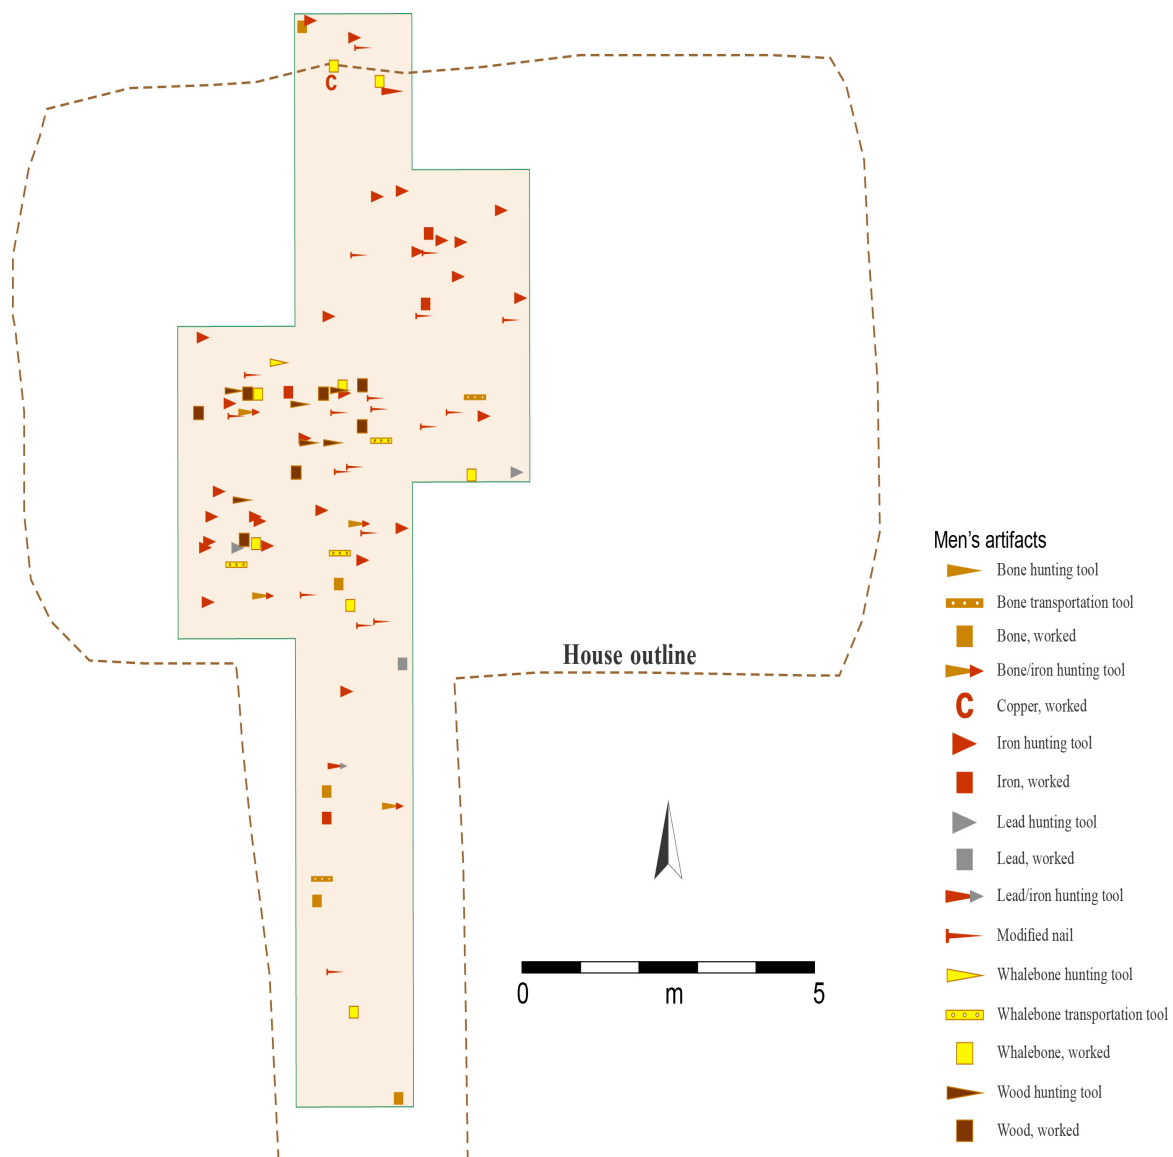 House outline
0 m 5
Men’s artifacts
Bone hunting tool
Bone transportation tool
Bone, worked
Bone/iron hunting tool
C Copper, worked
Iron hunting tool
Iron, worked
Lead hunting tool
Lead, worked
Lead/iron hunting tool
Modified nail
Whalebone hunting tool
Whalebone transportation tool
Whalebone, worked
Wood hunting tool
Wood, worked